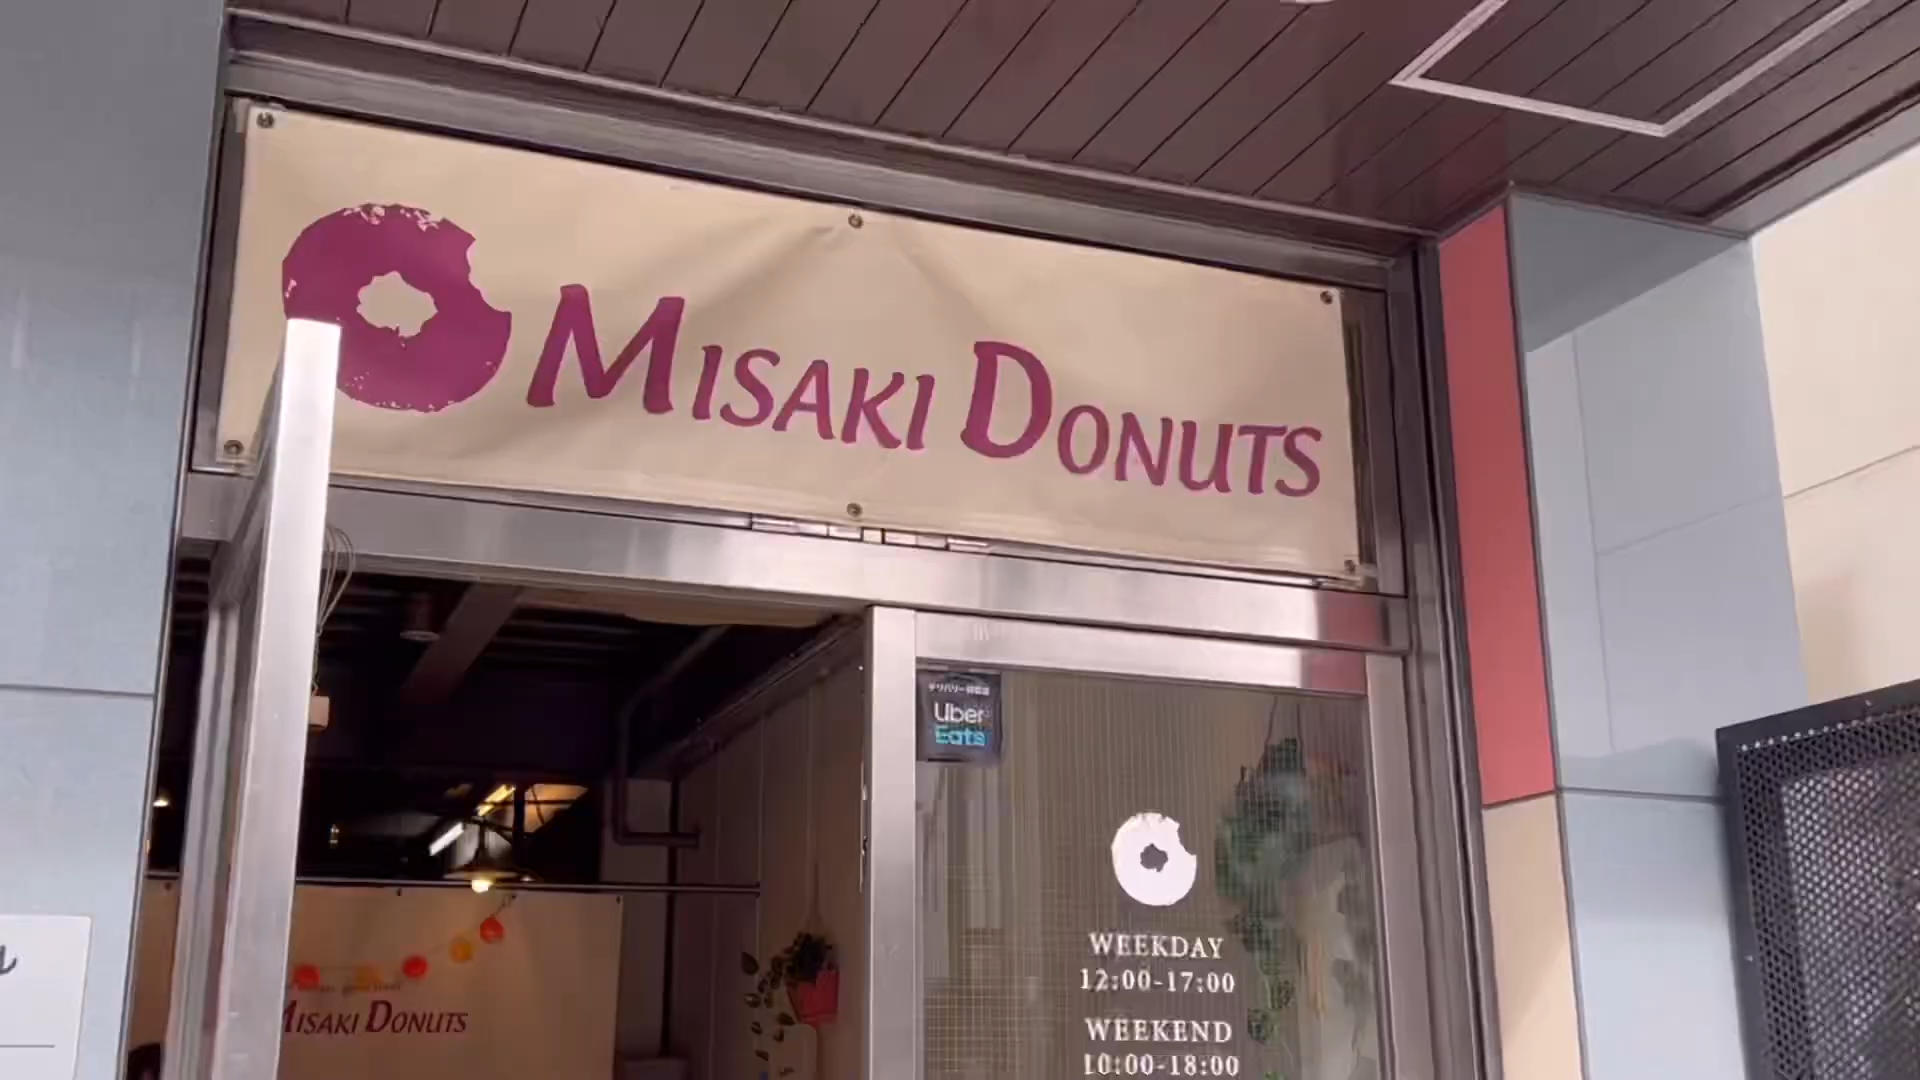 MISAKI DONUTS
Uber
Eats
WEEKDAY
12:00-17:00
WEEKEND
10:00-18:00
MISAKI DONUTS